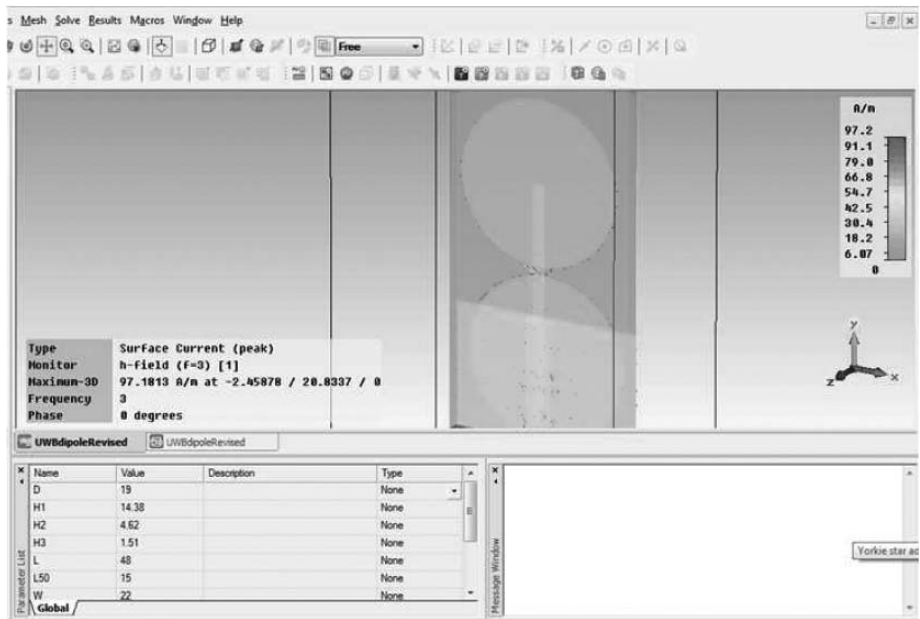 s Mesh Solve Results Macros Window Help
Free
A/m
97.2
91.1
79.0
66.8
54.7
42.5
30.4
18.2
6.07
0
Type Surface Current (peak)
Monitor h-field (f=3) [1]
Maximum-3D 97.1813 A/m at -2.45878 / 20.8337 / 0
Frequency 3
Phase 0 degrees
y
z x
UWBdipoleRevised UWBdipoleRevised
Name Value Description Type
D 19 None
H1 14.38 None
H2 4.62 None
H3 1.51 None
L 48 None
L50 15 None
W 22 None
Global
Parameter List
Message Window
Yorkie star ad